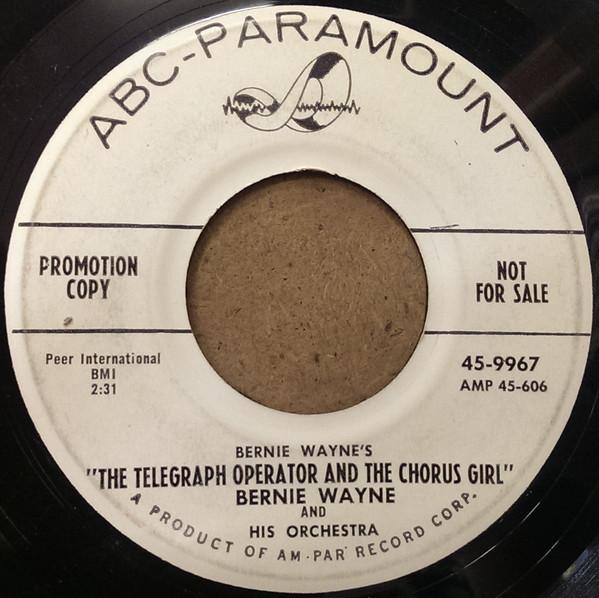 ABC-PARAMOUNT
PROMOTION
COPY
NOT
FOR SALE
Peer International
BMI
2:31
45-9967
AMP 45-606
BERNIE WAYNE'S
"THE TELEGRAPH OPERATOR AND THE CHORUS GIRL"
BERNIE WAYNE
AND
HIS ORCHESTRA
A PRODUCT OF AM-PAR RECORD CORP.